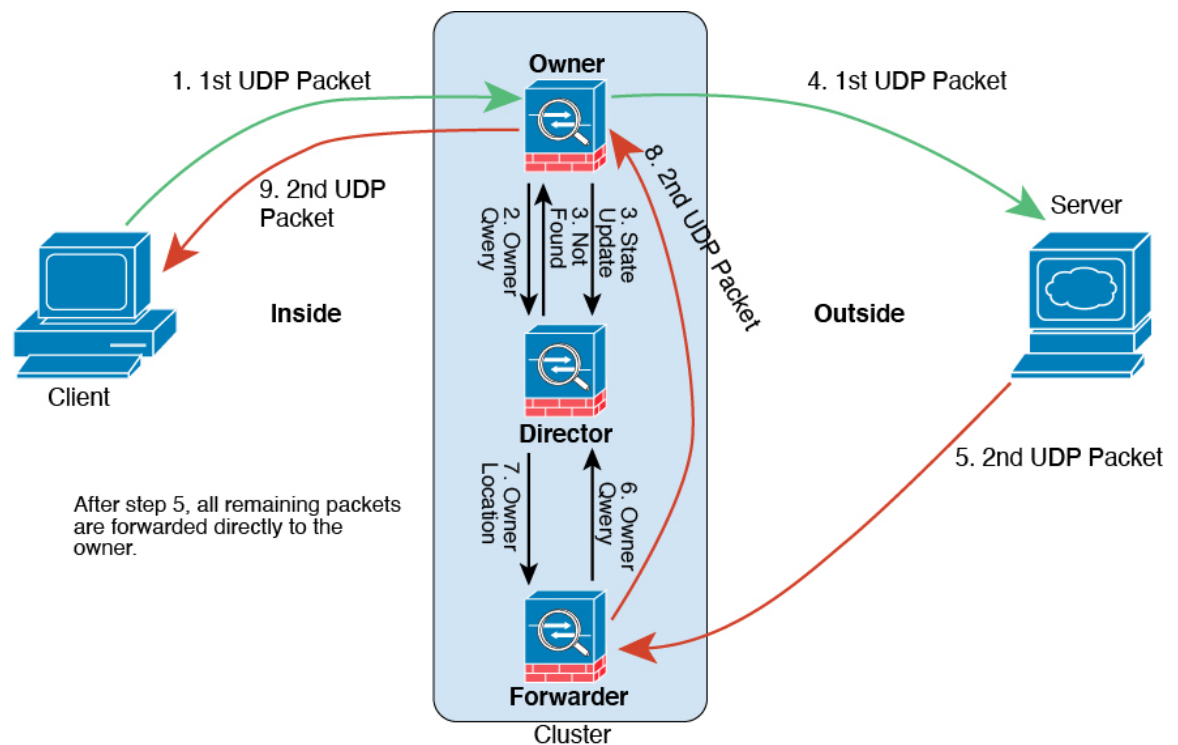 Owner
1. 1st UDP Packet
4. 1st UDP Packet
9. 2nd UDP
Packet
2. Owner
Qwery
3. Not
Found
3. State
Update
8. 2nd UDP Packet
Server
Inside
Outside
Client
Director
5. 2nd UDP Packet
7. Owner
Location
6. Owner
Qwery
After step 5, all remaining packets
are forwarded directly to the
owner.
Forwarder
Cluster